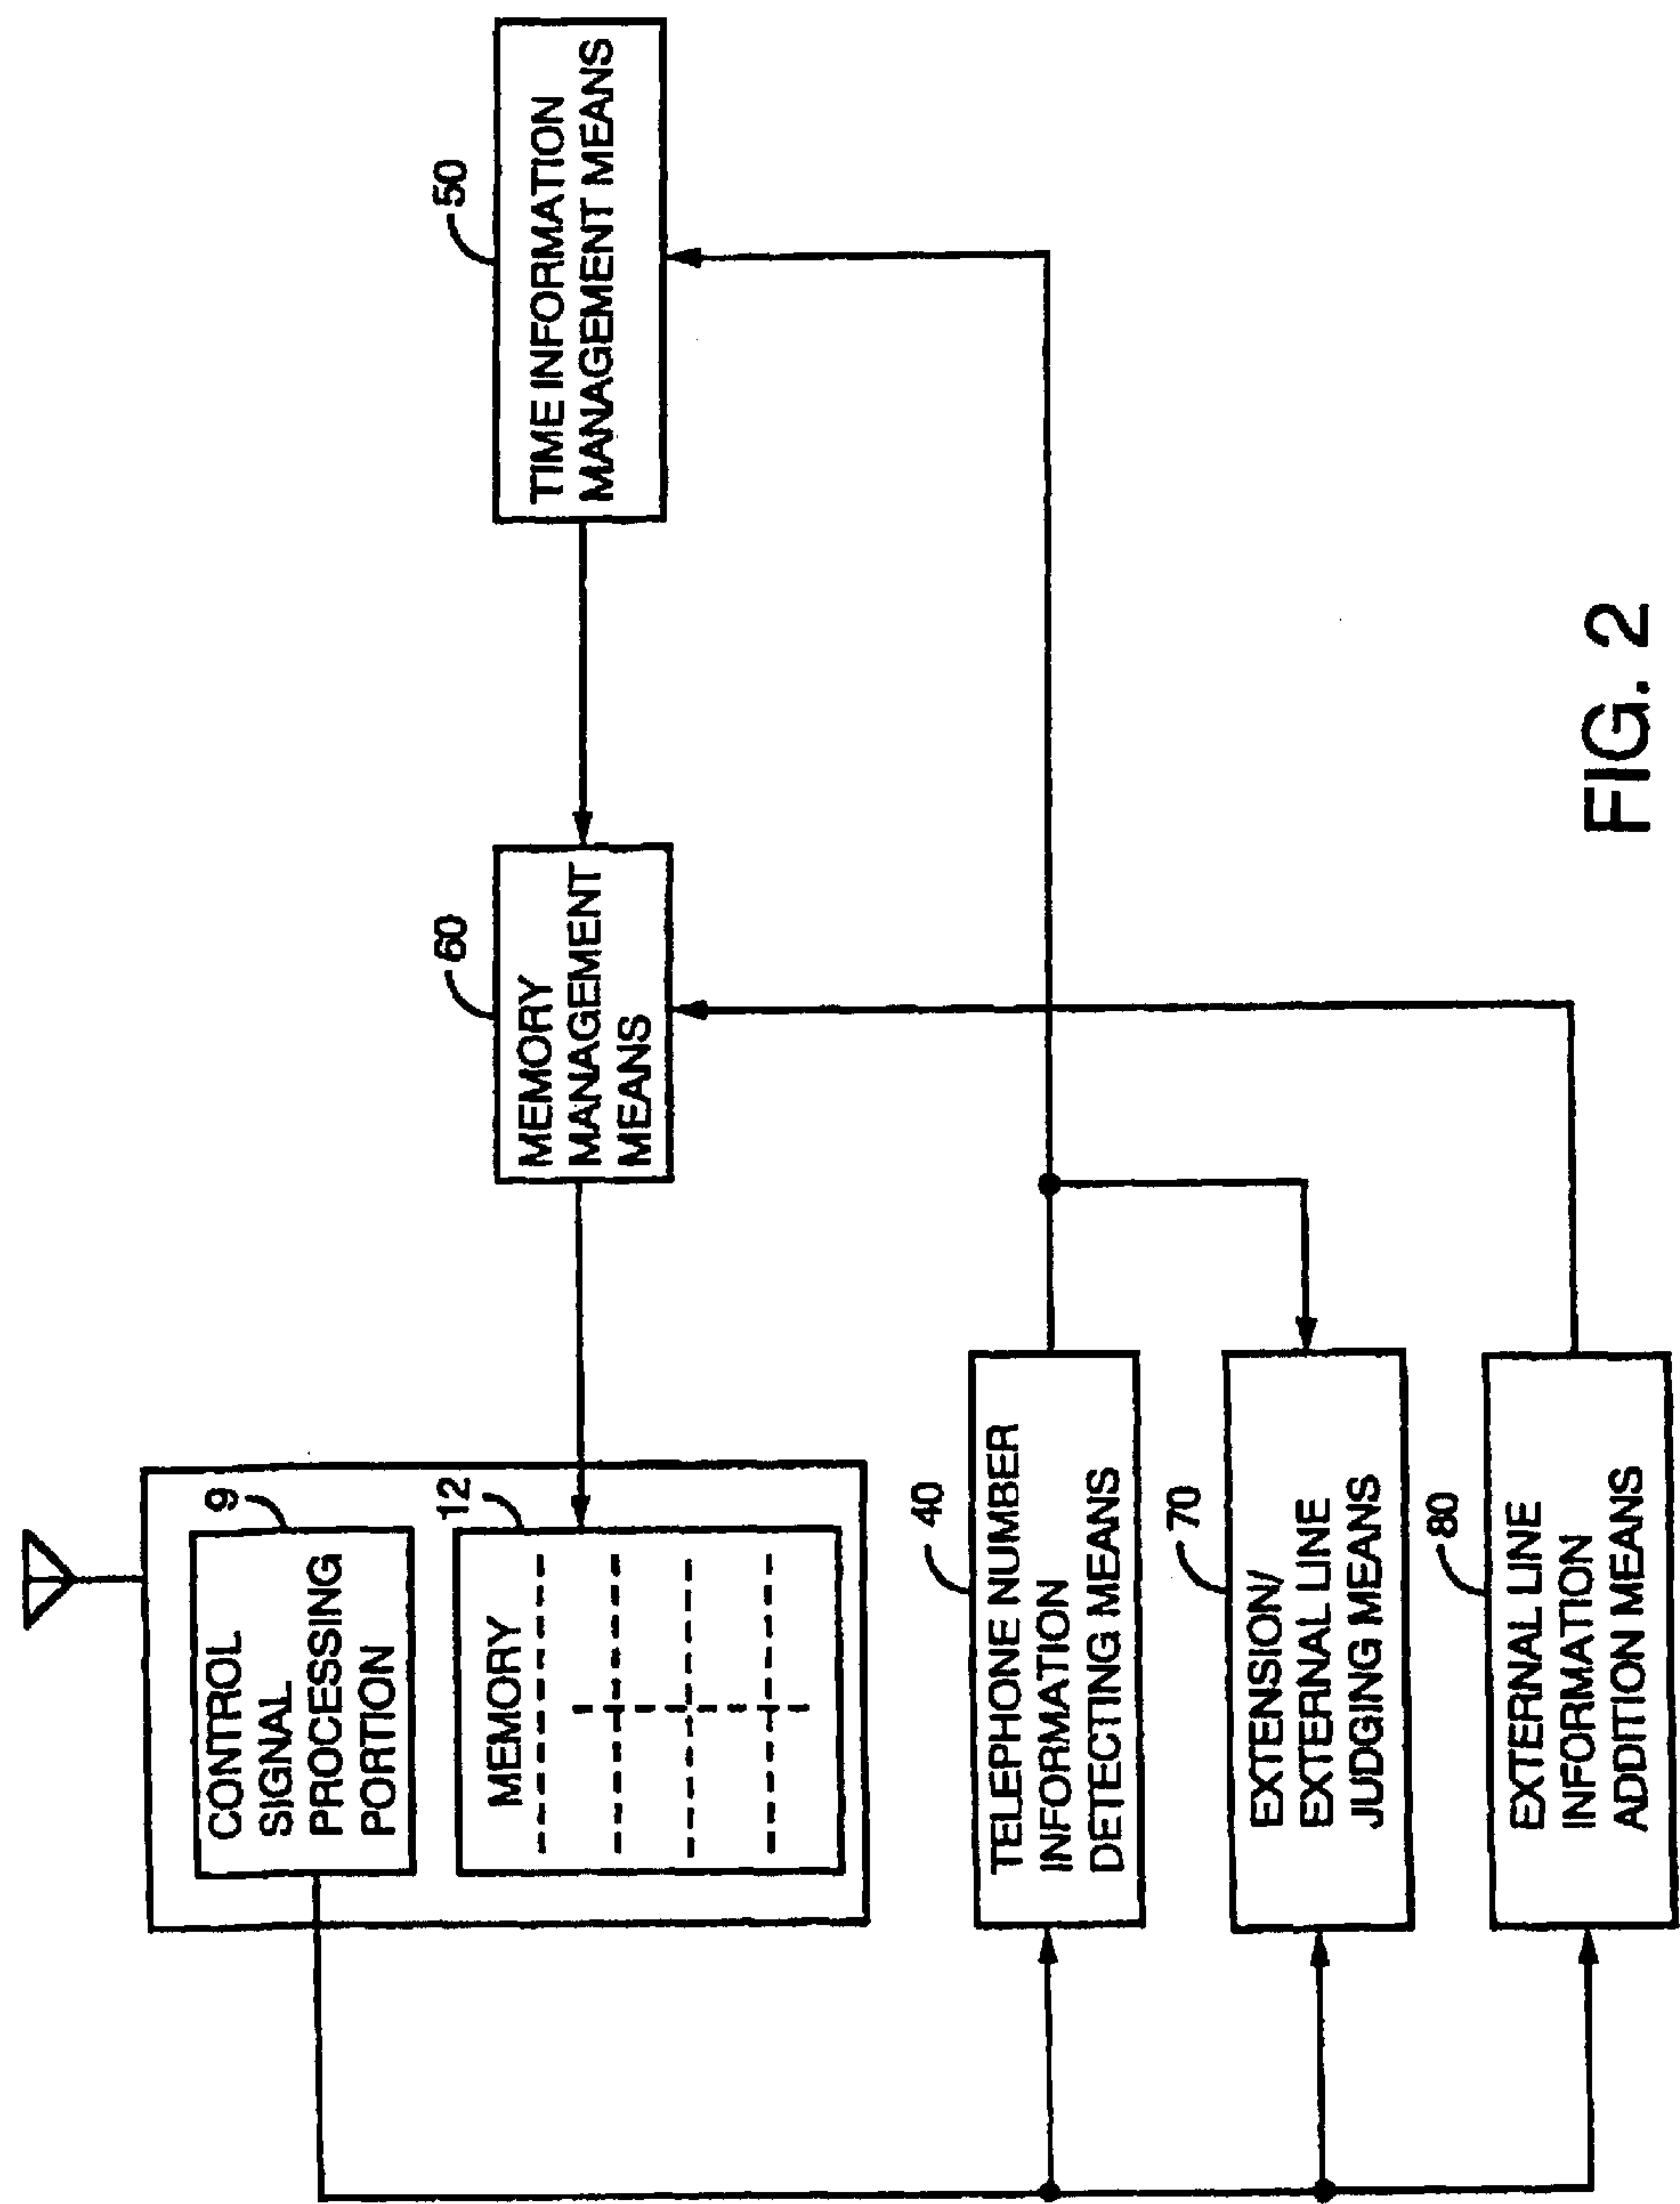 CONTROL
SIGNAL
PROCESSING
PORTION
9
MEMORY
12
MEMORY
MANAGEMENT
MEANS
60
TIME INFORMATION
MANAGEMENT MEANS
50
TELEPHONE NUMBER
INFORMATION
DETECTING MEANS
40
EXTENSION/
EXTERNAL LINE
JUDGING MEANS
70
EXTERNAL LINE
INFORMATION
ADDITION MEANS
80
FIG. 2